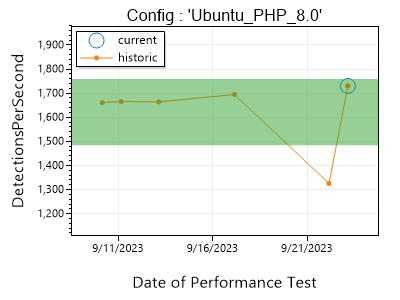 Config : 'Ubuntu_PHP_8.0'
current
historic
DetectionsPerSecond
1,900
1,800
1,700
1,600
1,500
1,400
1,300
1,200
9/11/2023
9/16/2023
9/21/2023
Date of Performance Test